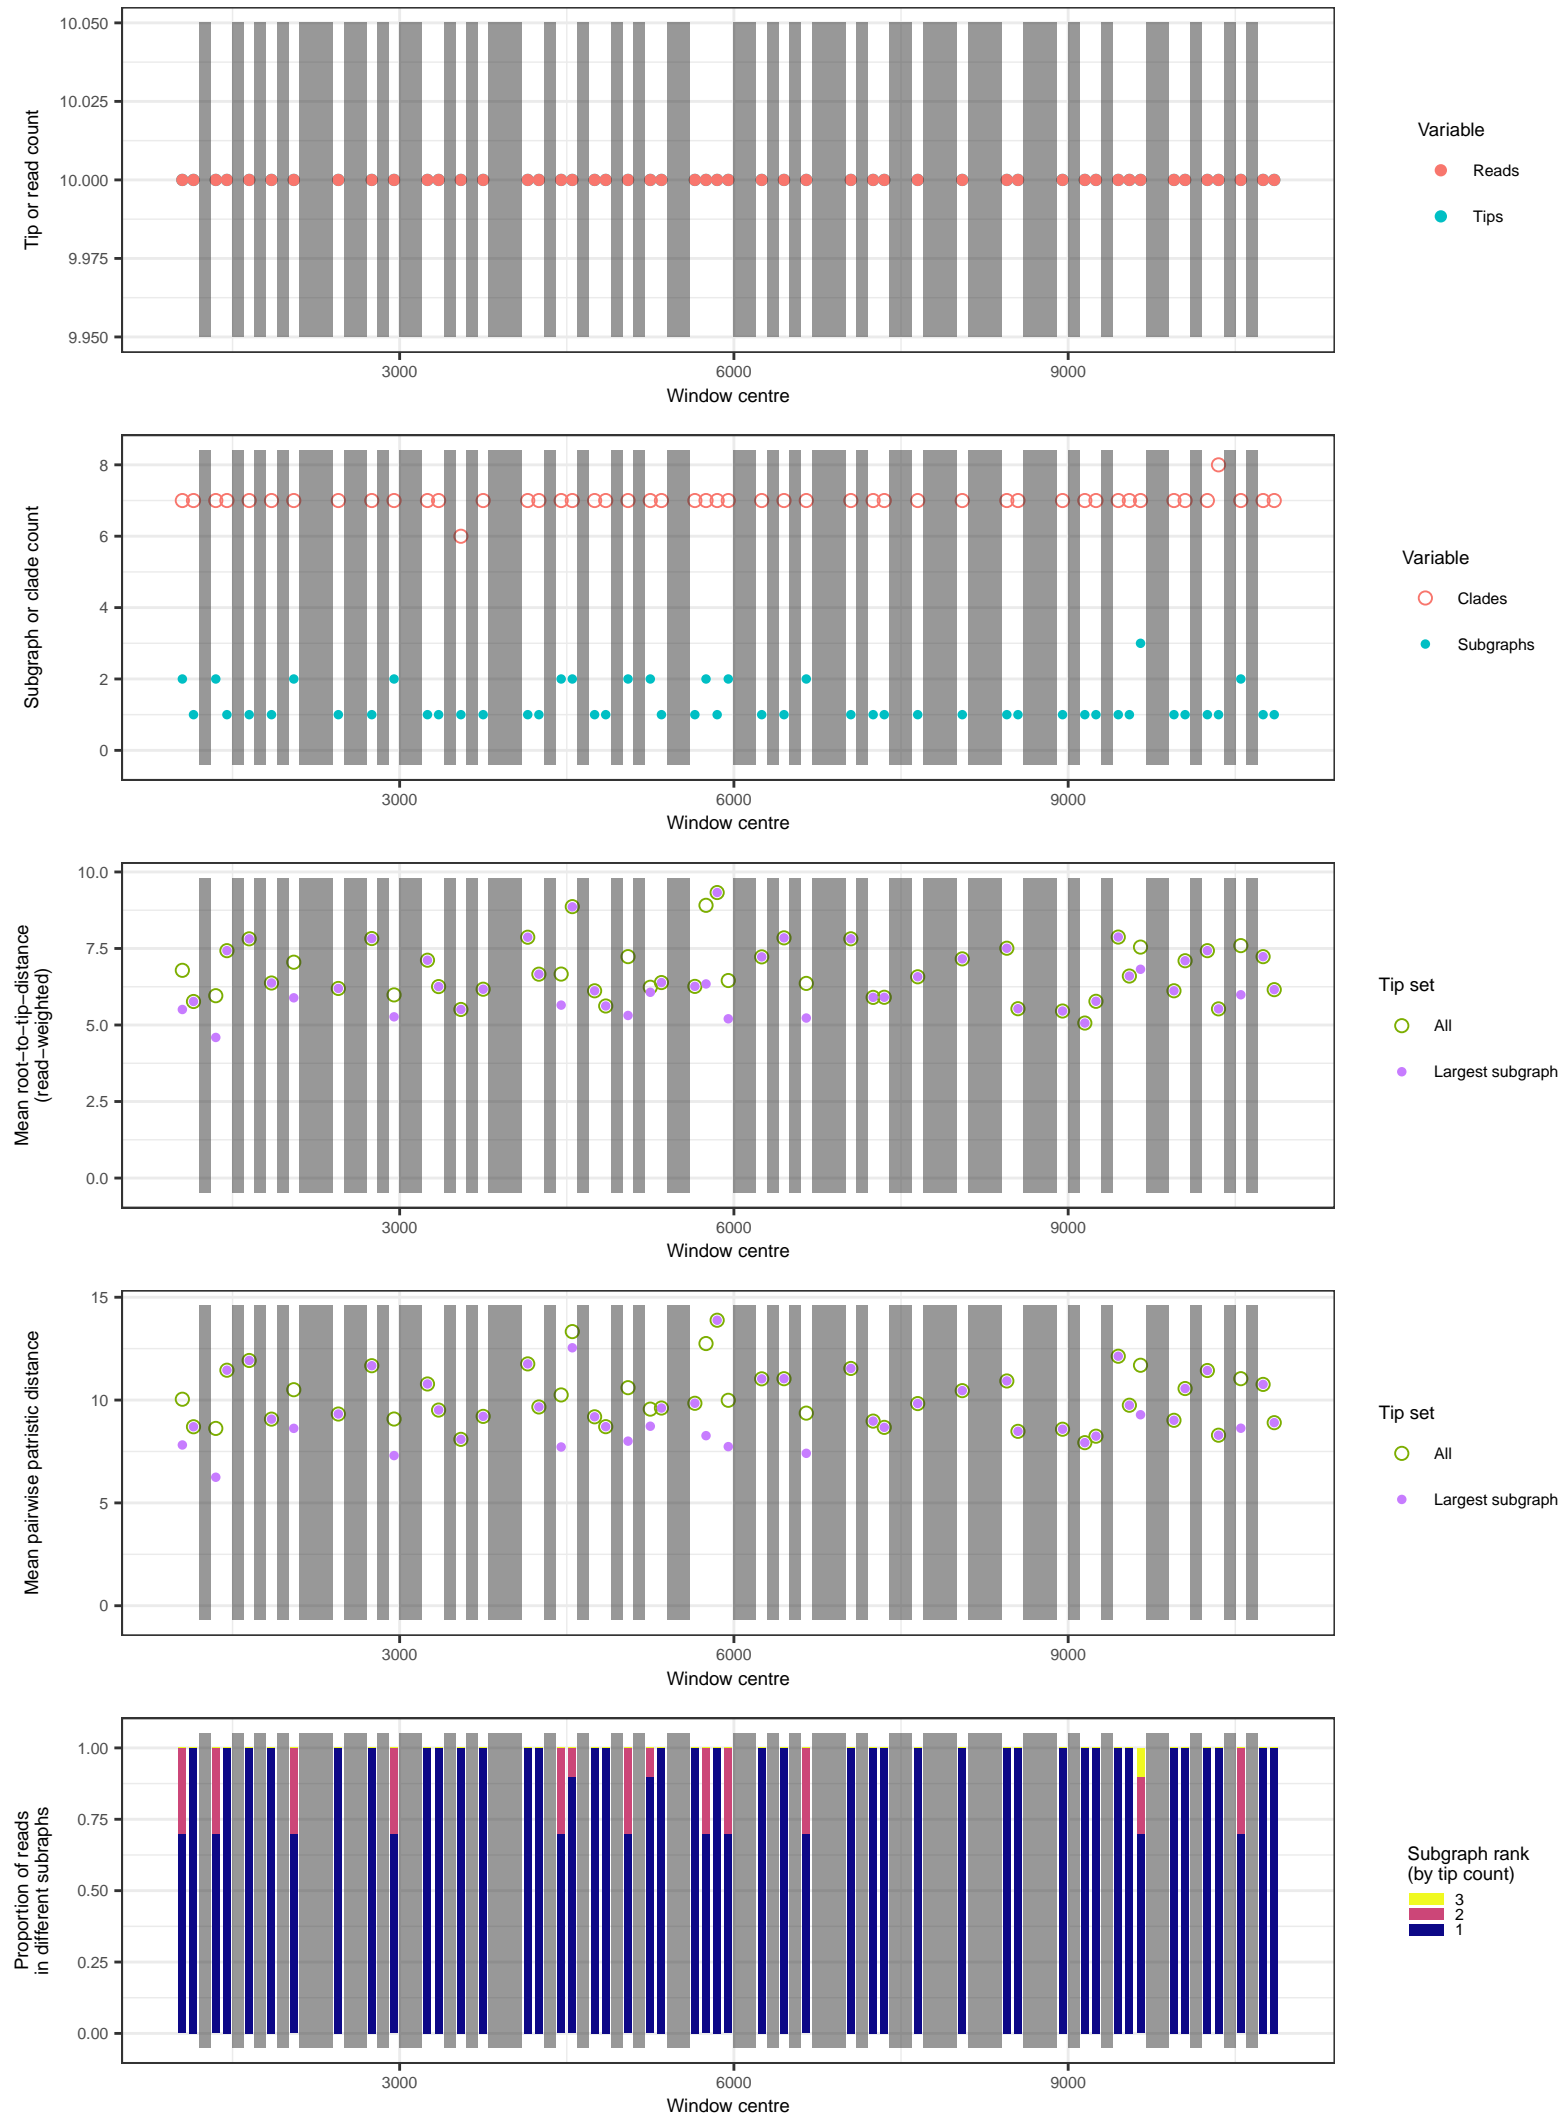 10.050
10.025
10.000
9.975
9.950
Tip or read count
3000
6000
9000
Window centre
Variable
Reads
Tips
8
6
4
2
0
Subgraph or clade count
3000
6000
9000
Window centre
Variable
Clades
Subgraphs
10.0
7.5
5.0
2.5
0.0
Mean root−to−tip−distance
(read−weighted)
3000
6000
9000
Window centre
Tip set
All
Largest subgraph
15
10
5
0
Mean pairwise patristic distance
3000
6000
9000
Window centre
Tip set
All
Largest subgraph
1.00
0.75
0.50
0.25
0.00
Proportion of reads
in different subraphs
3000
6000
9000
Window centre
Subgraph rank
(by tip count)
3
2
1